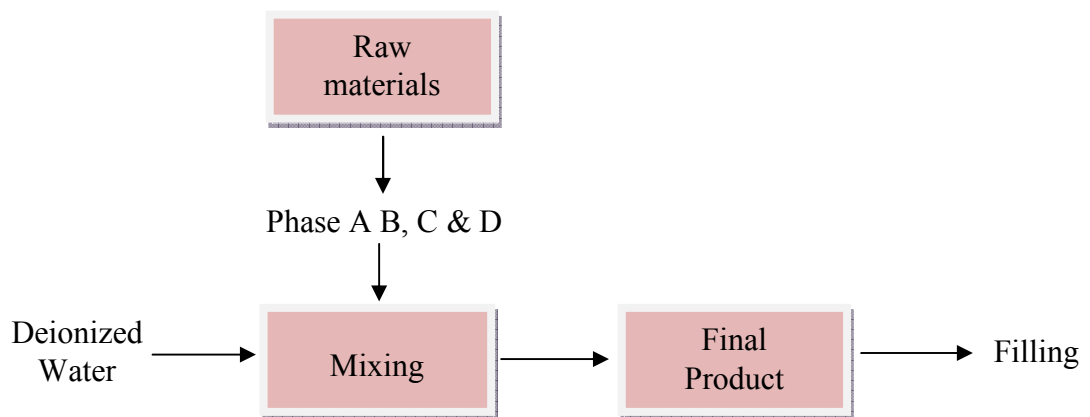 Raw
materials
Phase A B, C & D
Deionized
Water
Mixing
Final
Product
Filling